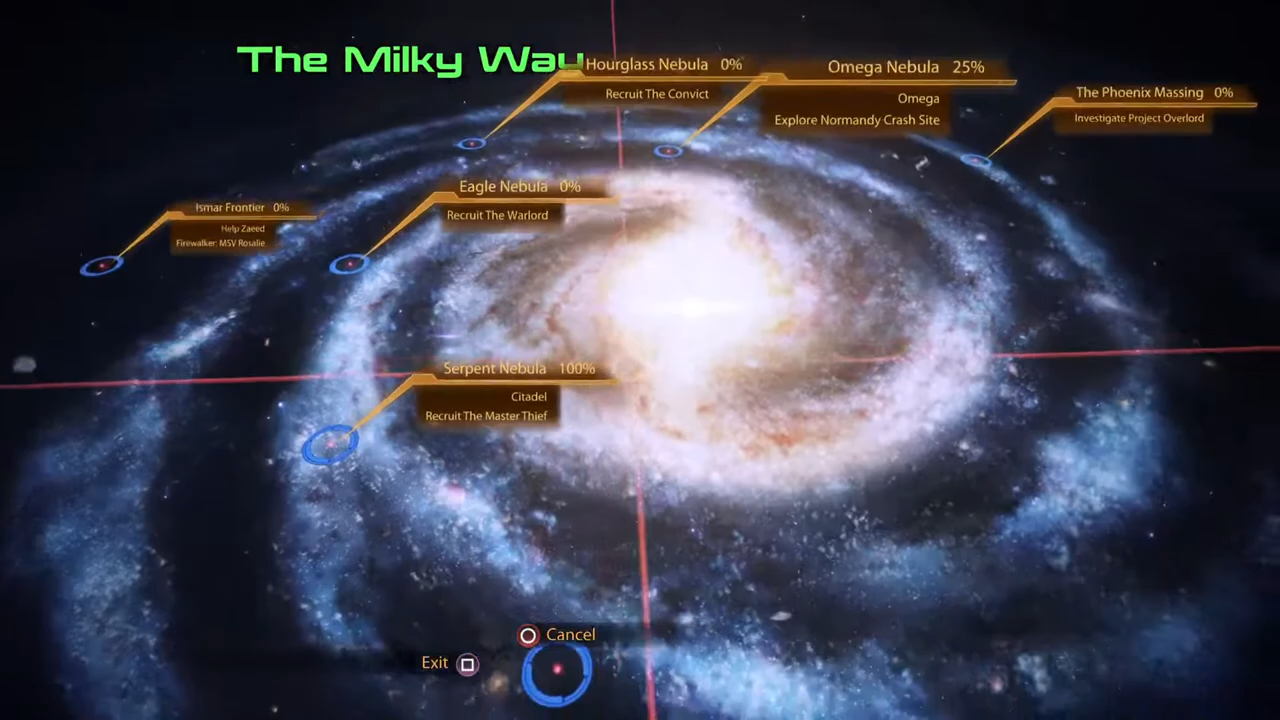 The Milky Way
Hourglass Nebula 0%
Recruit The Convict
Omega Nebula 25%
Omega
Explore Normandy Crash Site
The Phoenix Massing 0%
Investigate Project Overlord
Eagle Nebula 0%
Recruit The Warlord
Ismar Frontier 0%
Help Zaeed
Firewalker: MSV Rosalie
Serpent Nebula 100%
Citadel
Recruit The Master Thief
Cancel
Exit